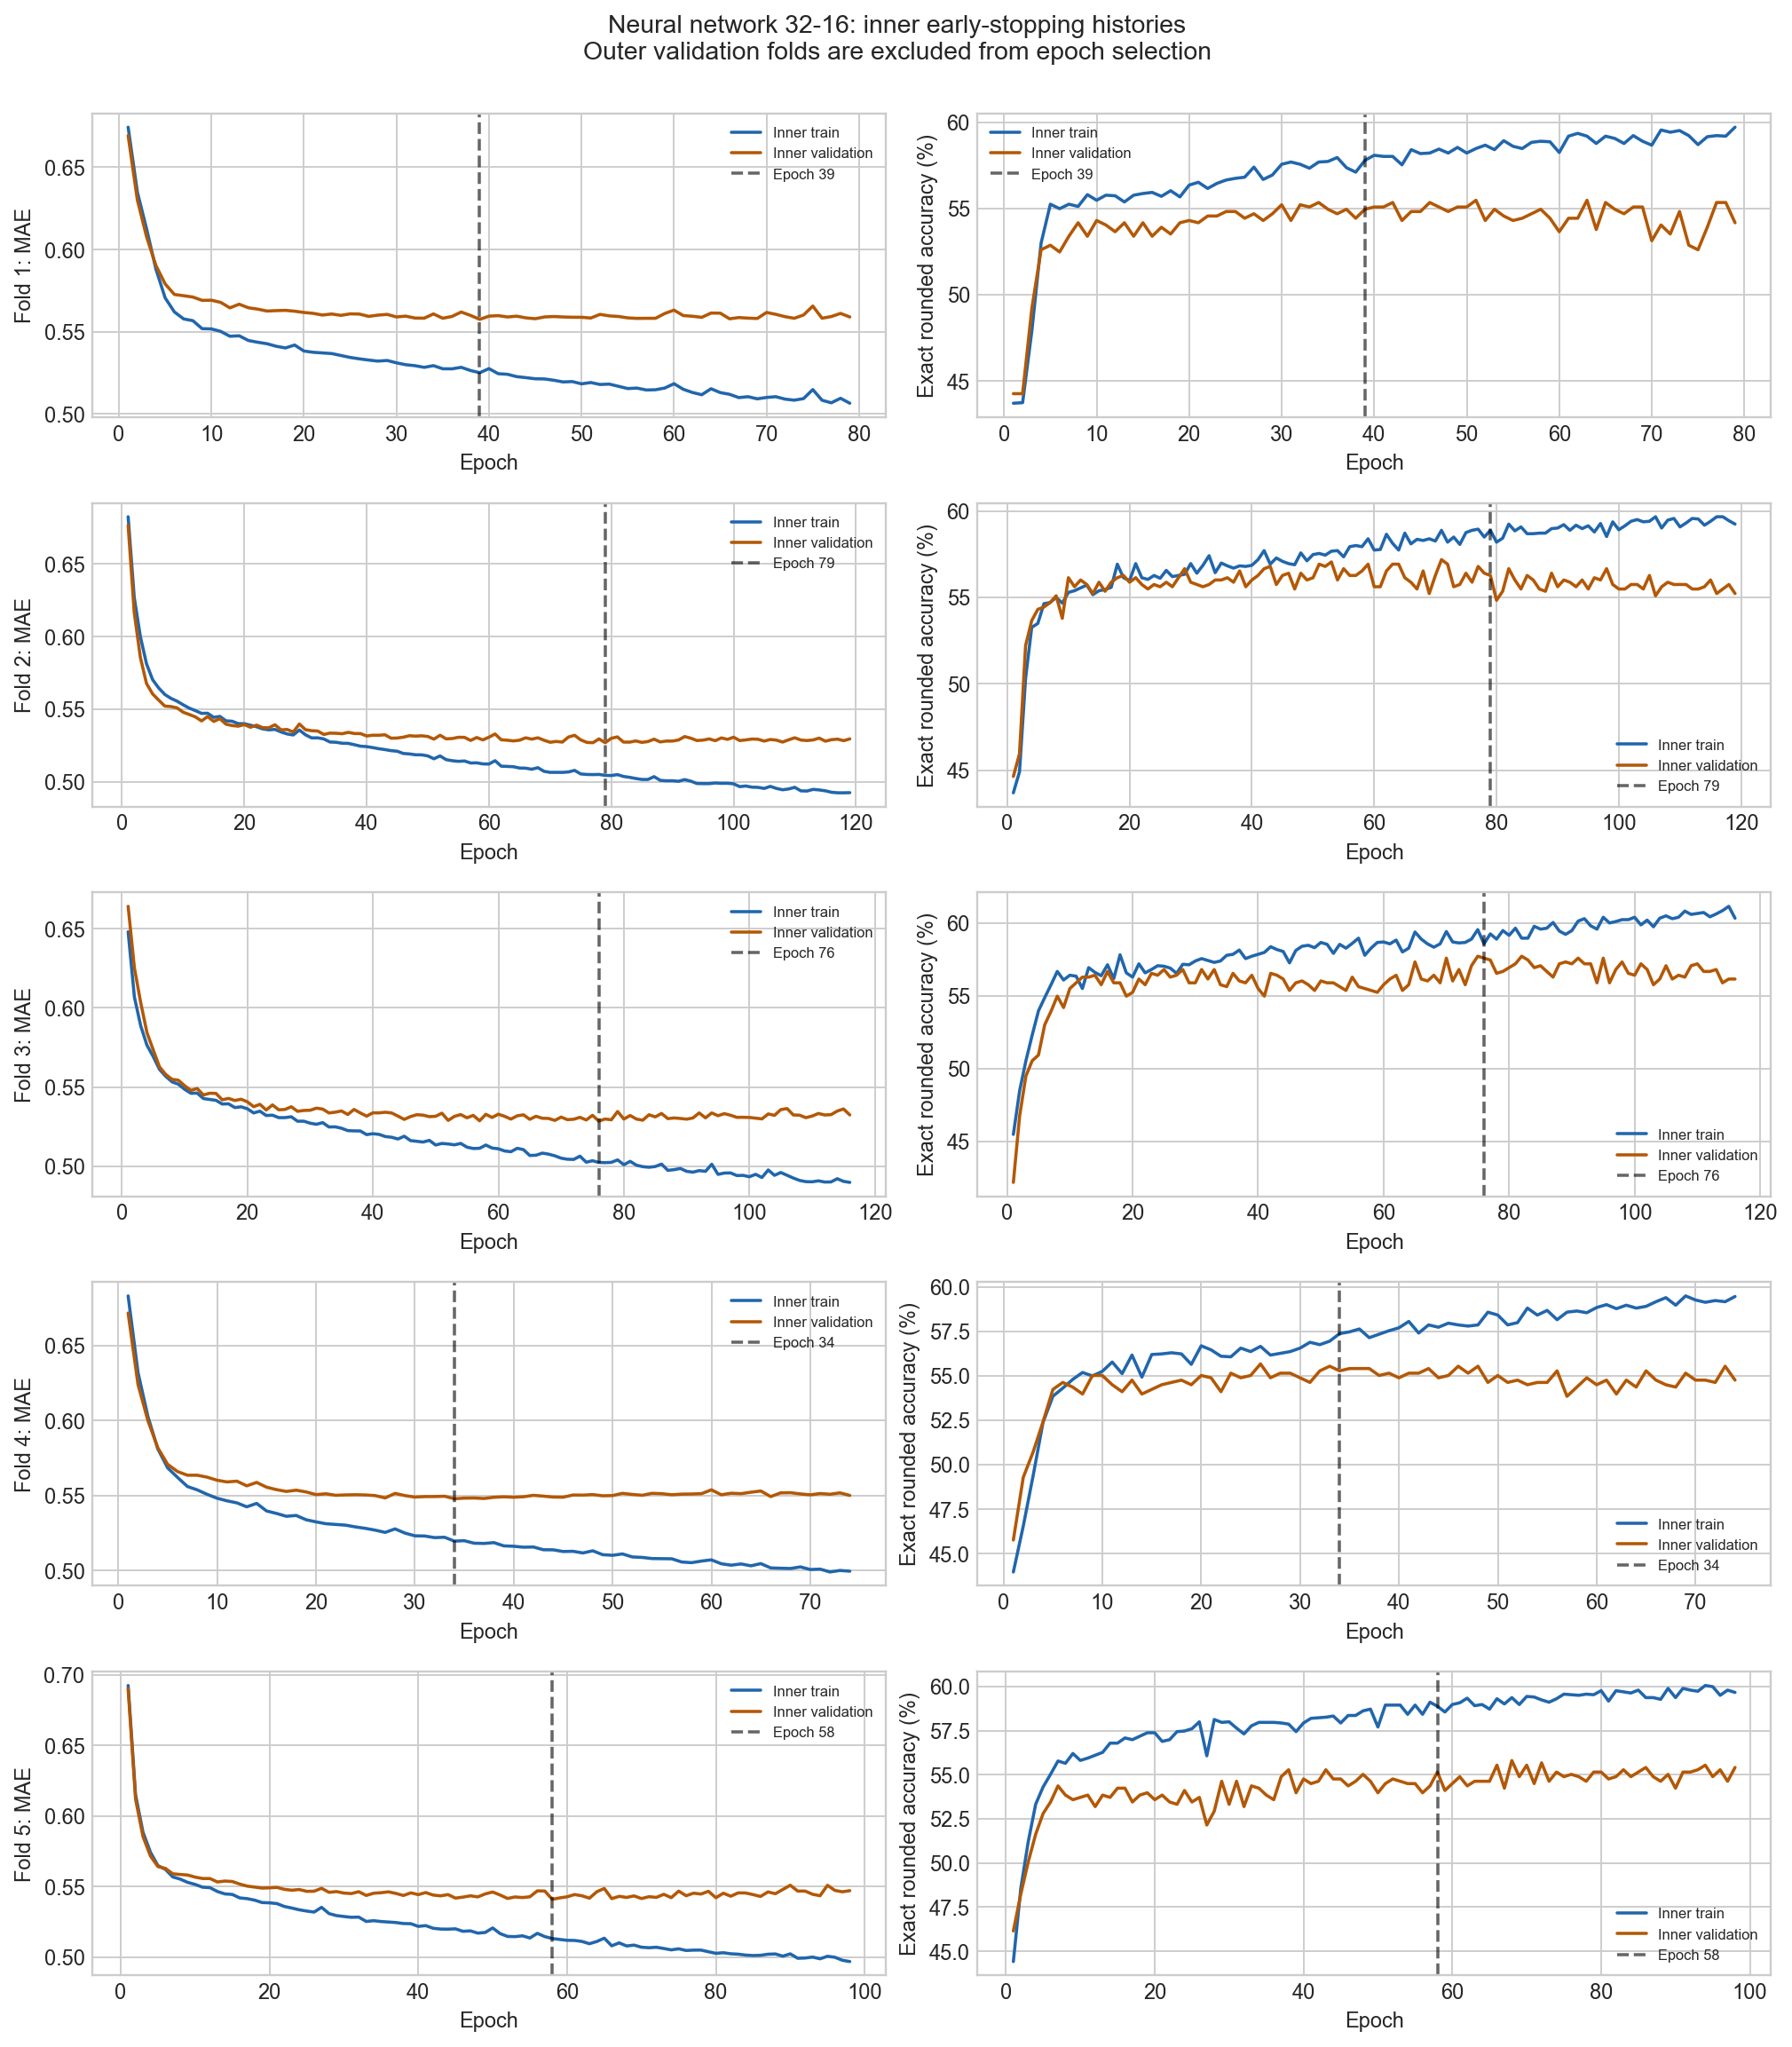 Neural network 32-16: inner early-stopping histories
Outer validation folds are excluded from epoch selection
Fold 1: MAE
0.65
0.60
0.55
0.50
Inner train
Inner validation
Epoch 39
0 10 20 30 40 50 60 70 80
Epoch
Exact rounded accuracy (%)
60
55
50
45
Inner train
Inner validation
Epoch 39
0 10 20 30 40 50 60 70 80
Epoch
Fold 2: MAE
0.65
0.60
0.55
0.50
Inner train
Inner validation
Epoch 79
0 20 40 60 80 100 120
Epoch
Exact rounded accuracy (%)
60
55
50
45
Inner train
Inner validation
Epoch 79
0 20 40 60 80 100 120
Epoch
Fold 3: MAE
0.65
0.60
0.55
0.50
Inner train
Inner validation
Epoch 76
0 20 40 60 80 100 120
Epoch
Exact rounded accuracy (%)
60
55
50
45
Inner train
Inner validation
Epoch 76
0 20 40 60 80 100 120
Epoch
Fold 4: MAE
0.65
0.60
0.55
0.50
Inner train
Inner validation
Epoch 34
0 10 20 30 40 50 60 70
Epoch
Exact rounded accuracy (%)
60.0
57.5
55.0
52.5
50.0
47.5
45.0
Inner train
Inner validation
Epoch 34
0 10 20 30 40 50 60 70
Epoch
Fold 5: MAE
0.70
0.65
0.60
0.55
0.50
Inner train
Inner validation
Epoch 58
0 20 40 60 80 100
Epoch
Exact rounded accuracy (%)
60.0
57.5
55.0
52.5
50.0
47.5
45.0
Inner train
Inner validation
Epoch 58
0 20 40 60 80 100
Epoch